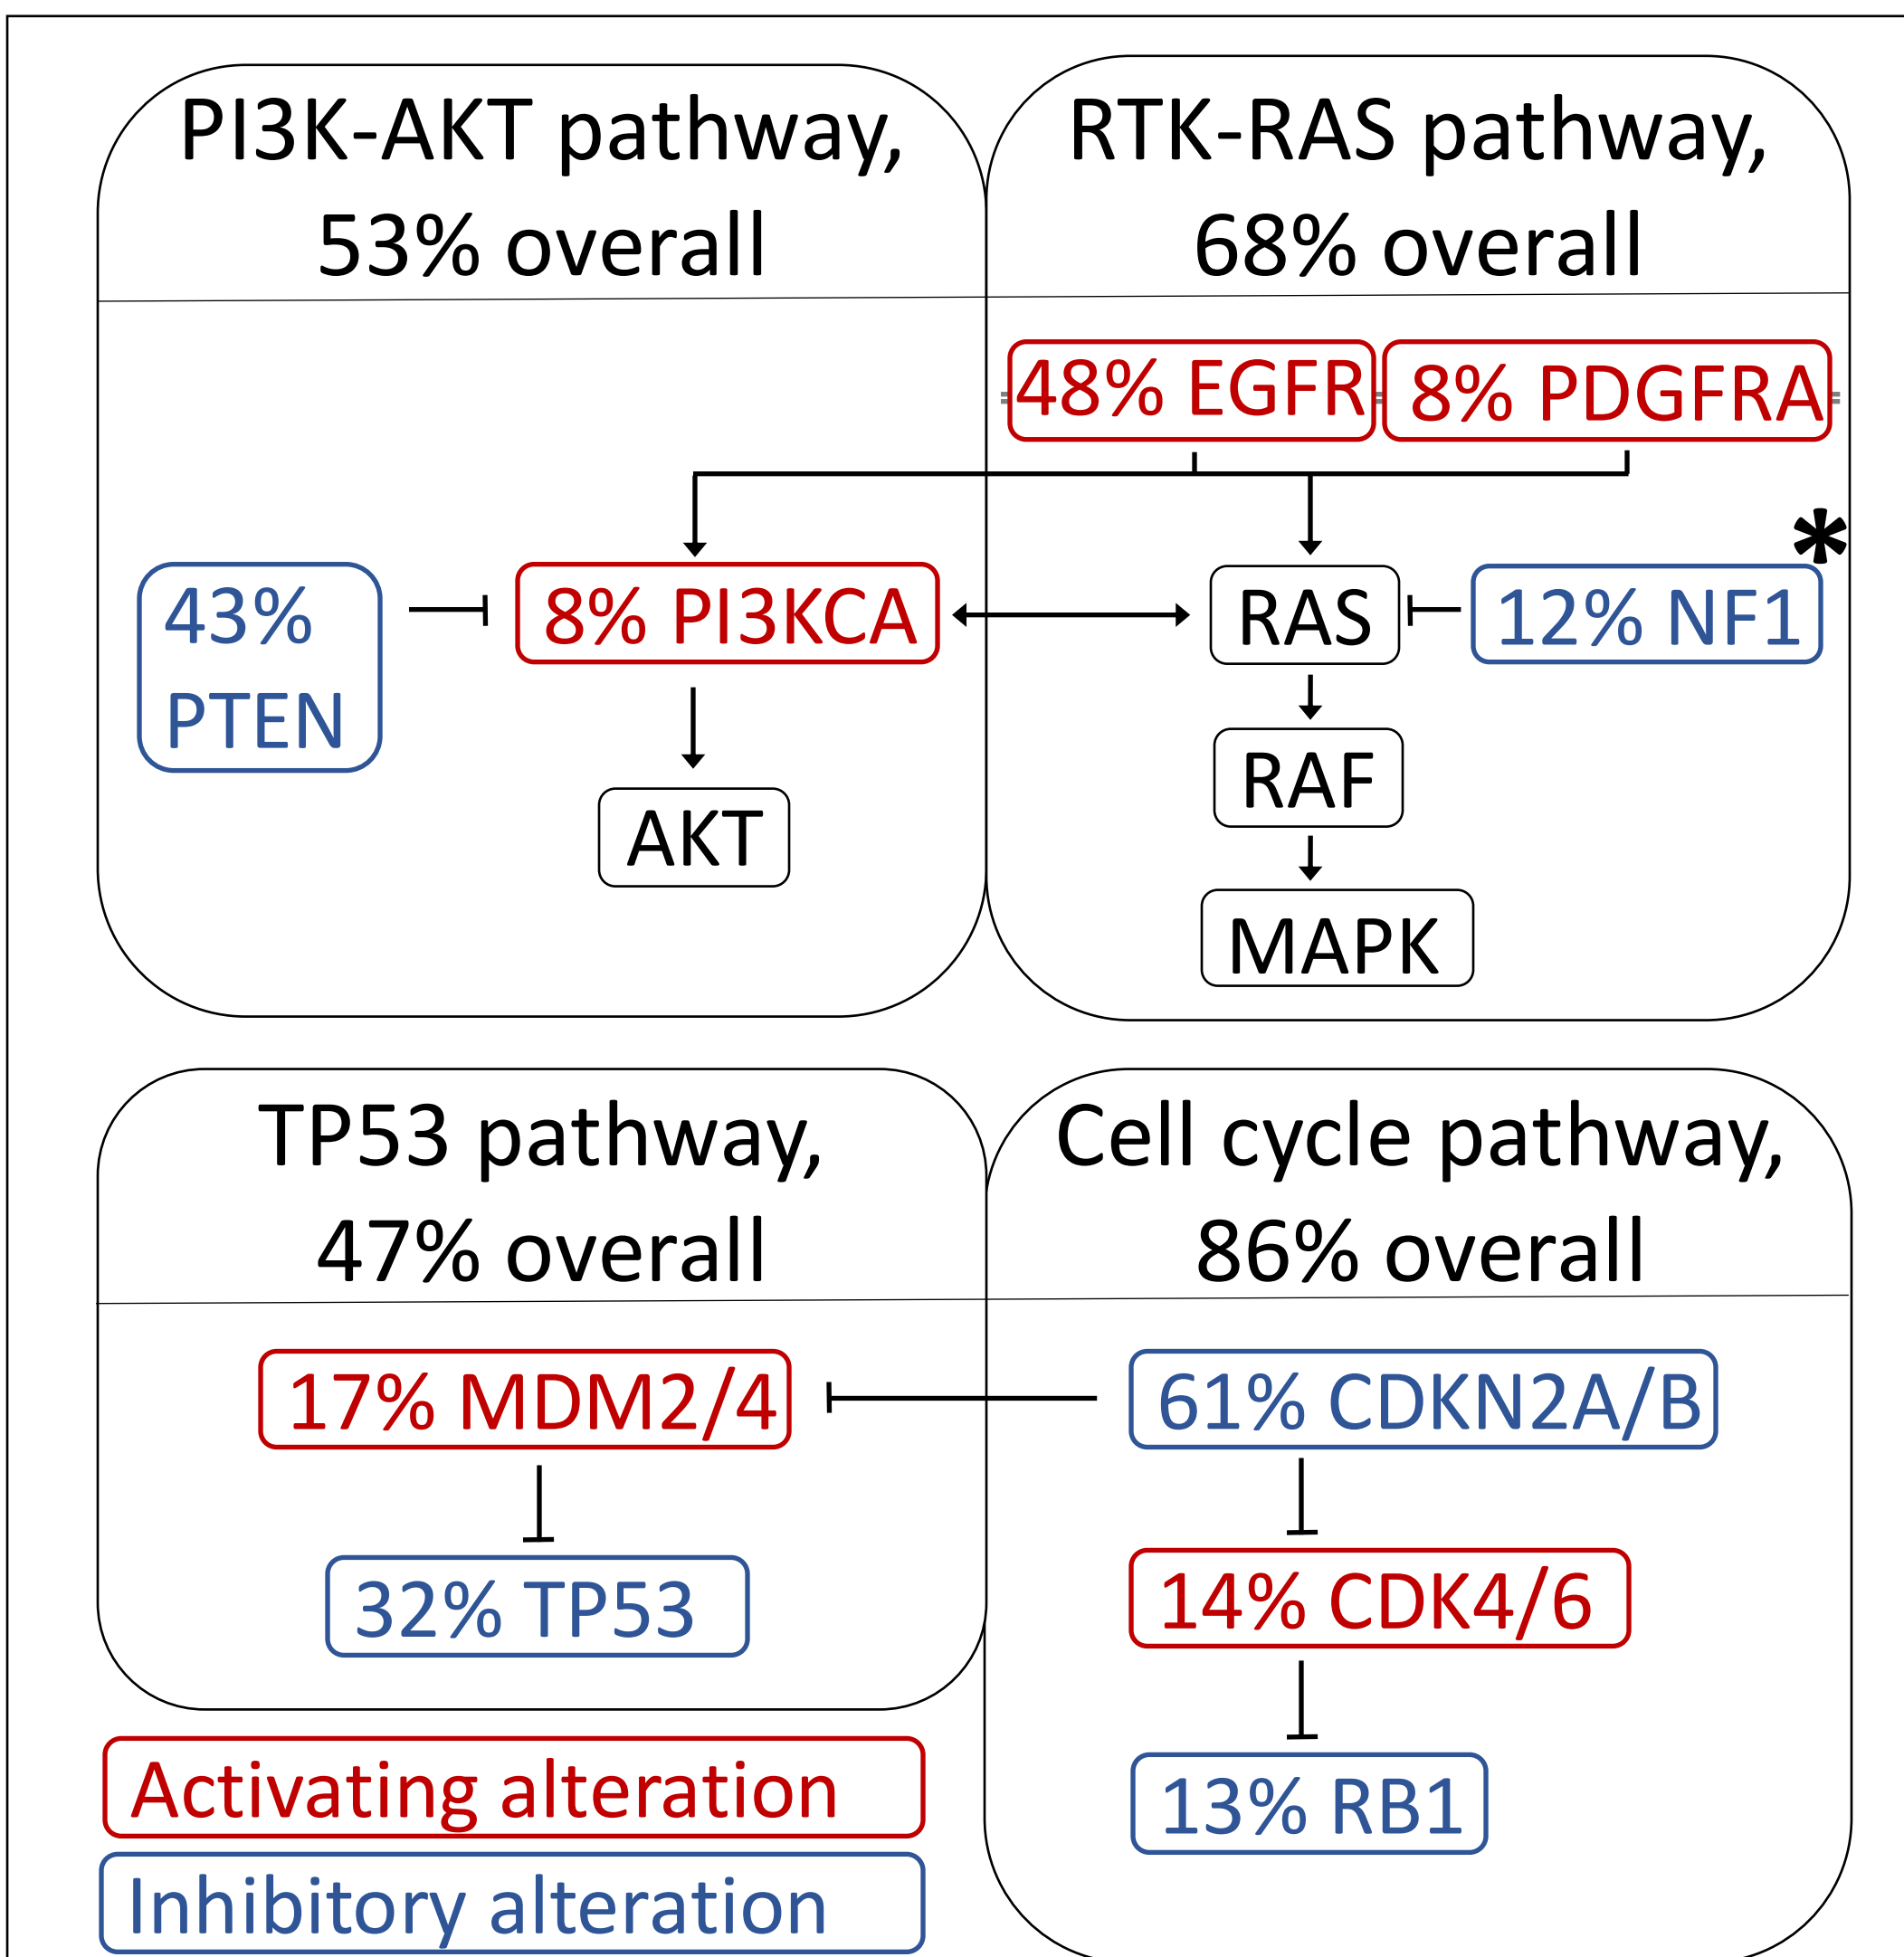 PI3K-AKT pathway,
53% overall
RTK-RAS pathway,
68% overall
48% EGFR
8% PDGFRA
*
43%
PTEN
8% PI3KCA
RAS
12% NF1
AKT
RAF
MAPK
TP53 pathway,
47% overall
Cell cycle pathway,
86% overall
17% MDM2/4
61% CDKN2A/B
32% TP53
14% CDK4/6
13% RB1
Activating alteration
Inhibitory alteration